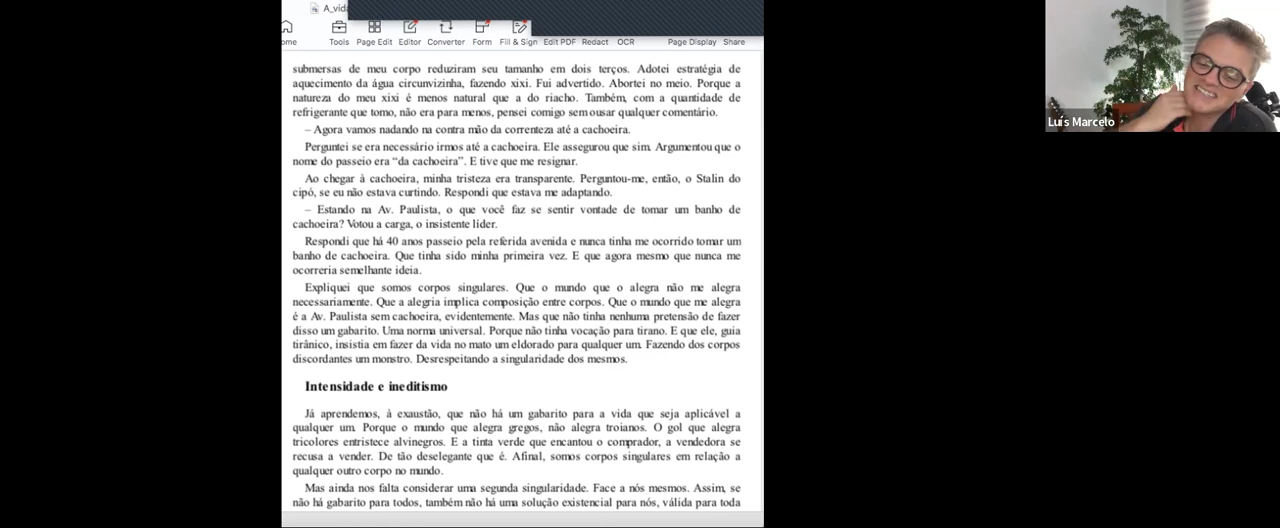 A_vida
ome Tools Page Edit Editor Converter Form Fill & Sign Edit PDF Redact OCR Page Display Share
submersas de meu corpo reduziram seu tamanho em dois terços. Adotei estratégia de
aquecimento da água circunvizinha, fazendo xixi. Fui advertido. Abortei no meio. Porque a
natureza do meu xixi é menos natural que a do riacho. Também, com a quantidade de
refrigerante que tomo, não era para menos, pensei comigo sem ousar qualquer comentário.
– Agora vamos nadando na contra mão da correnteza até a cachoeira.
Perguntei se era necessário irmos até a cachoeira. Ele assegurou que sim. Argumentou que o
nome do passeio era “da cachoeira”. E tive que me resignar.
Ao chegar à cachoeira, minha tristeza era transparente. Perguntou-me, então, o Stalin do
cipó, se eu não estava curtindo. Respondi que estava me adaptando.
– Estando na Av. Paulista, o que você faz se sentir vontade de tomar um banho de
cachoeira? Votou a carga, o insistente líder.
Respondi que há 40 anos passeio pela referida avenida e nunca tinha me ocorrido tomar um
banho de cachoeira. Que tinha sido minha primeira vez. E que agora mesmo que nunca me
ocorreria semelhante ideia.
Expliquei que somos corpos singulares. Que o mundo que o alegra não me alegra
necessariamente. Que a alegria implica composição entre corpos. Que o mundo que me alegra
é a Av. Paulista sem cachoeira, evidentemente. Mas que não tinha nenhuma pretensão de fazer
disso um gabarito. Uma norma universal. Porque não tinha vocação para tirano. E que ele, guia
tirânico, insistia em fazer da vida no mato um eldorado para qualquer um. Fazendo dos corpos
discordantes um monstro. Desrespeitando a singularidade dos mesmos.
Intensidade e ineditismo
Já aprendemos, à exaustão, que não há um gabarito para a vida que seja aplicável a
qualquer um. Porque o mundo que alegra gregos, não alegra troianos. O gol que alegra
tricolores entristece alvinegros. E a tinta verde que encantou o comprador, a vendedora se
recusa a vender. De tão deselegante que é. Afinal, somos corpos singulares em relação a
qualquer outro corpo no mundo.
Mas ainda nos falta considerar uma segunda singularidade. Face a nós mesmos. Assim, se
não há gabarito para todos, também não há uma solução existencial para nós, válida para toda
Luís Marcelo